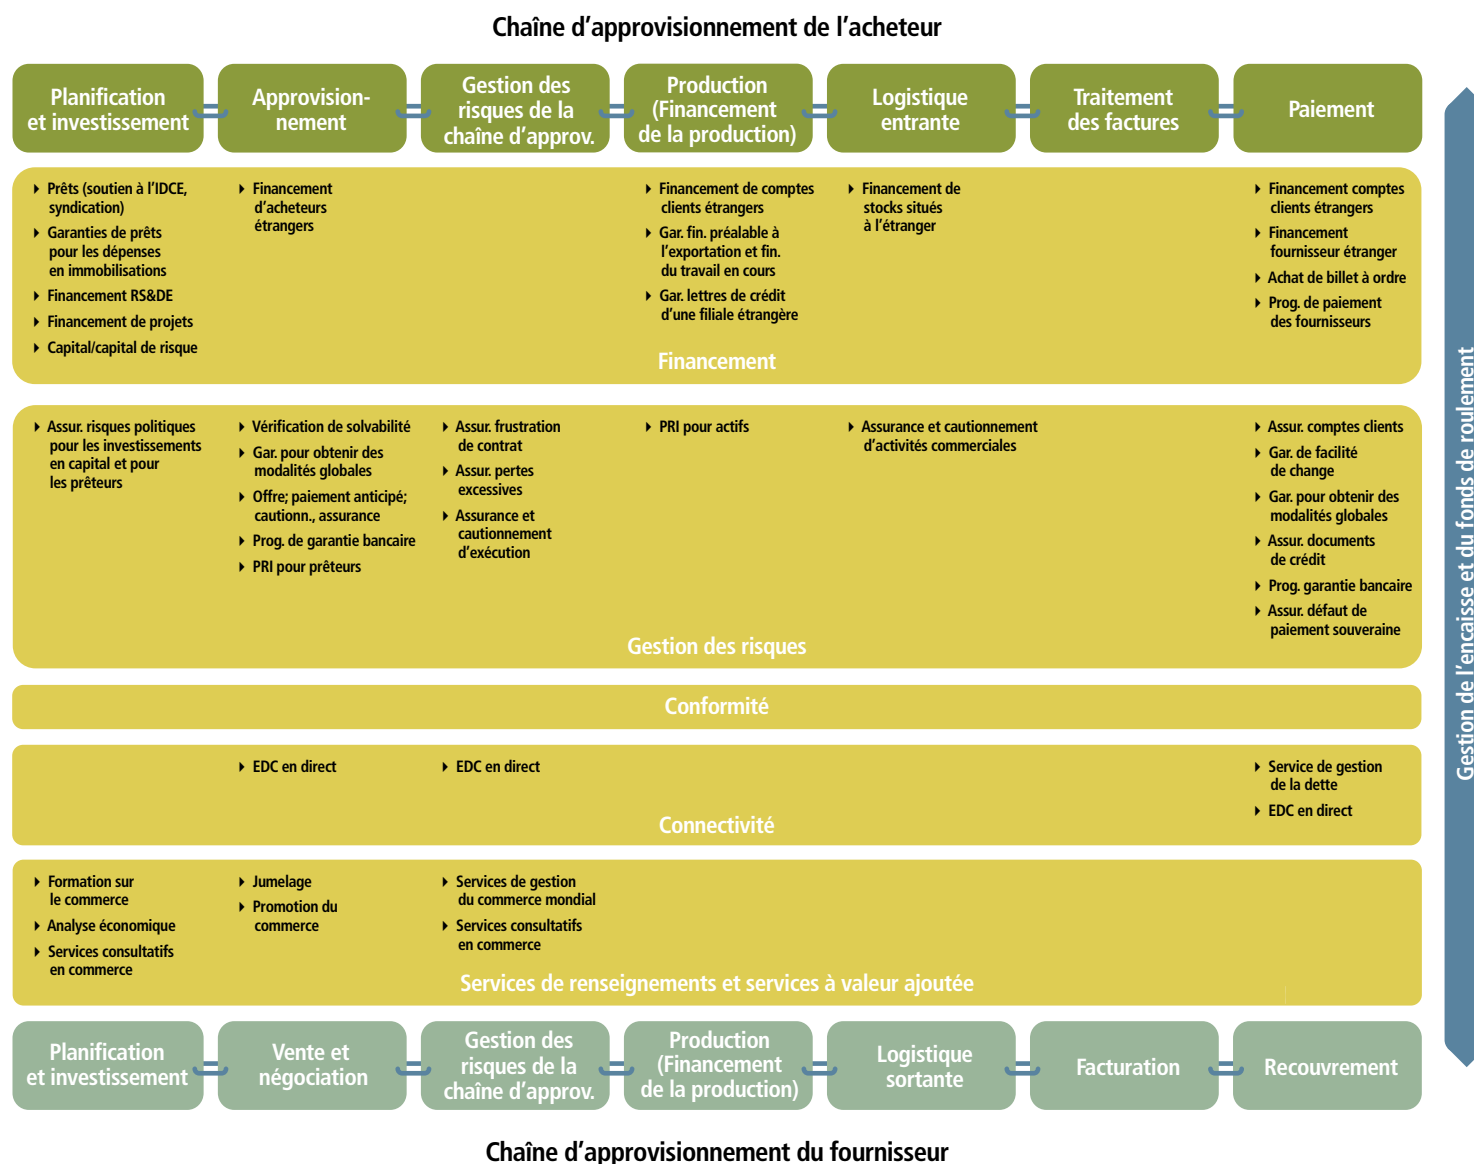 Chaîne d’approvisionnement de l’acheteur
Planification
et investissement
Approvision-
nement
Gestion des
risques de la
chaîne d’approv.
Production
(Financement
de la production)
Logistique
entrante
Traitement
des factures
Paiement
Prêts (soutien à l’IDCE,
syndication)
Garanties de prêts
pour les dépenses
en immobilisations
Financement RS&DE
Financement de projets
Capital/capital de risque
Financement
d’acheteurs
étrangers
Financement de comptes
clients étrangers
Gar. fin. préalable à
l’exportation et fin.
du travail en cours
Gar. lettres de crédit
d’une filiale étrangère
Financement de
stocks situés
à l’étranger
Financement comptes
clients étrangers
Financement
fournisseur étranger
Achat de billet à ordre
Prog. de paiement
des fournisseurs
Financement
Assur. risques politiques
pour les investissements
en capital et pour
les prêteurs
Vérification de solvabilité
Gar. pour obtenir des
modalités globales
Offre; paiement anticipé;
cautionn., assurance
Prog. de garantie bancaire
PRI pour prêteurs
Assur. frustration
de contrat
Assur. pertes
excessives
Assurance et
cautionnement
d’exécution
PRI pour actifs
Assurance et cautionnement
d’activités commerciales
Assur. comptes clients
Gar. de facilité
de change
Gar. pour obtenir des
modalités globales
Assur. documents
de crédit
Prog. garantie bancaire
Assur. défaut de
paiement souveraine
Gestion des risques
Conformité
EDC en direct
EDC en direct
Service de gestion
de la dette
EDC en direct
Connectivité
Formation sur
le commerce
Analyse économique
Services consultatifs
en commerce
Jumelage
Promotion du
commerce
Services de gestion
du commerce mondial
Services consultatifs
en commerce
Services de renseignements et services à valeur ajoutée
Planification
et investissement
Vente et
négociation
Gestion des
risques de la
chaîne d’approv.
Production
(Financement
de la production)
Logistique
sortante
Facturation
Recouvrement
Chaîne d’approvisionnement du fournisseur
Gestion de l’encaisse et du fonds de roulement